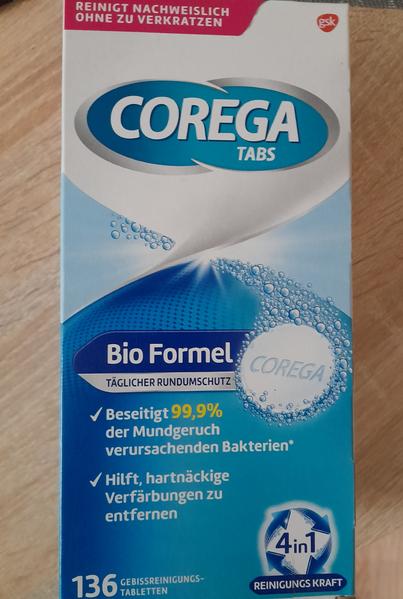 REINIGT NACHWEISLICH
OHNE ZU VERKRATZEN
gsk
COREGA
TABS
Bio Formel
TÄGLICHER RUNDUMSCHUTZ
COREGA
✓ Beseitigt 99,9%
der Mundgeruch
verursachenden Bakterien*
✓ Hilft, hartnäckige
Verfärbungen zu
entfernen
4in1
REINIGUNGS KRAFT
136 GEBISSREINIGUNGS-
TABLETTEN